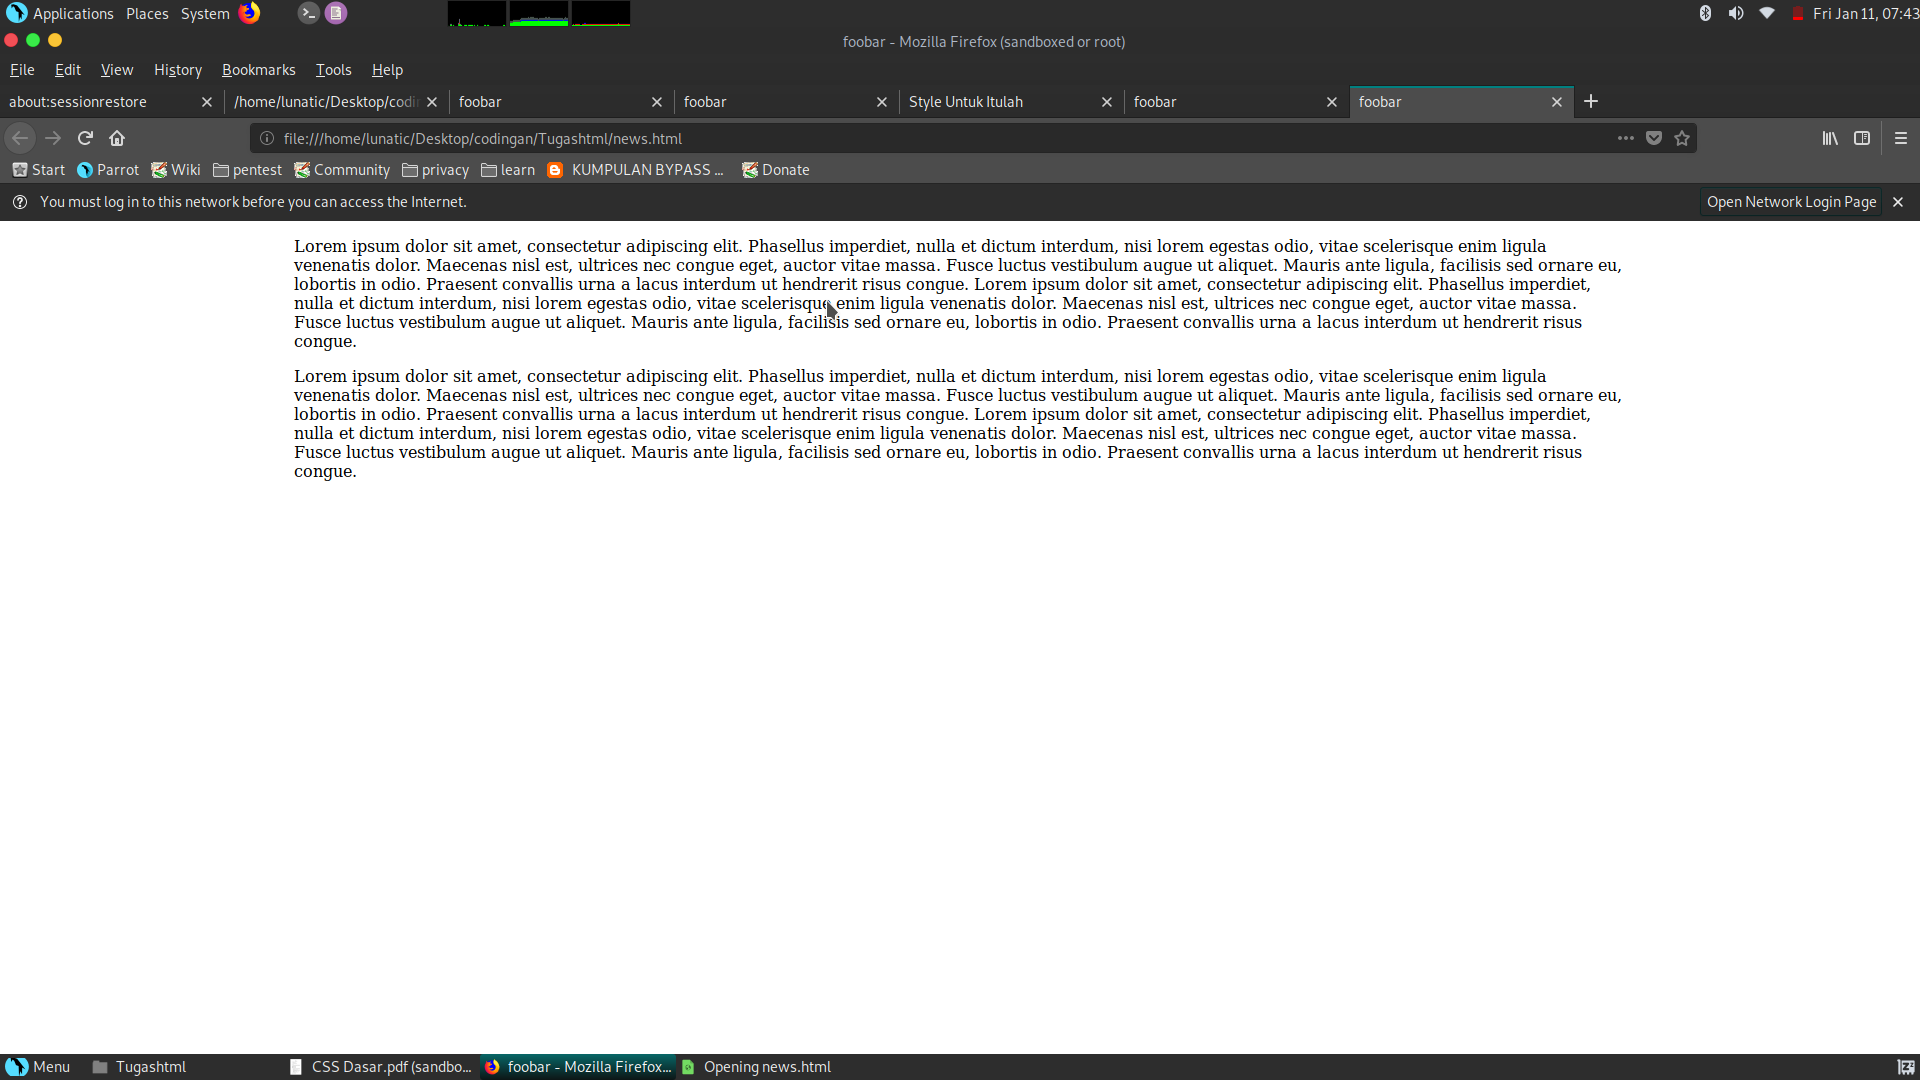 Applications Places System Fri Jan 11, 07:43
foobar - Mozilla Firefox (sandboxed or root)
File Edit View History Bookmarks Tools Help
about:sessionrestore /home/lunatic/Desktop/codin foobar foobar Style Untuk Itulah foobar foobar
file:///home/lunatic/Desktop/codingan/Tugashtml/news.html
Start Parrot Wiki pentest Community privacy learn KUMPULAN BYPASS ... Donate
You must log in to this network before you can access the Internet. Open Network Login Page
Lorem ipsum dolor sit amet, consectetur adipiscing elit. Phasellus imperdiet, nulla et dictum interdum, nisi lorem egestas odio, vitae scelerisque enim ligula
venenatis dolor. Maecenas nisl est, ultrices nec congue eget, auctor vitae massa. Fusce luctus vestibulum augue ut aliquet. Mauris ante ligula, facilisis sed ornare eu,
lobortis in odio. Praesent convallis urna a lacus interdum ut hendrerit risus congue. Lorem ipsum dolor sit amet, consectetur adipiscing elit. Phasellus imperdiet,
nulla et dictum interdum, nisi lorem egestas odio, vitae scelerisque enim ligula venenatis dolor. Maecenas nisl est, ultrices nec congue eget, auctor vitae massa.
Fusce luctus vestibulum augue ut aliquet. Mauris ante ligula, facilisis sed ornare eu, lobortis in odio. Praesent convallis urna a lacus interdum ut hendrerit risus
congue.
Lorem ipsum dolor sit amet, consectetur adipiscing elit. Phasellus imperdiet, nulla et dictum interdum, nisi lorem egestas odio, vitae scelerisque enim ligula
venenatis dolor. Maecenas nisl est, ultrices nec congue eget, auctor vitae massa. Fusce luctus vestibulum augue ut aliquet. Mauris ante ligula, facilisis sed ornare eu,
lobortis in odio. Praesent convallis urna a lacus interdum ut hendrerit risus congue. Lorem ipsum dolor sit amet, consectetur adipiscing elit. Phasellus imperdiet,
nulla et dictum interdum, nisi lorem egestas odio, vitae scelerisque enim ligula venenatis dolor. Maecenas nisl est, ultrices nec congue eget, auctor vitae massa.
Fusce luctus vestibulum augue ut aliquet. Mauris ante ligula, facilisis sed ornare eu, lobortis in odio. Praesent convallis urna a lacus interdum ut hendrerit risus
congue.
Menu Tugashtml CSS Dasar.pdf (sandbo... foobar - Mozilla Firefox... Opening news.html